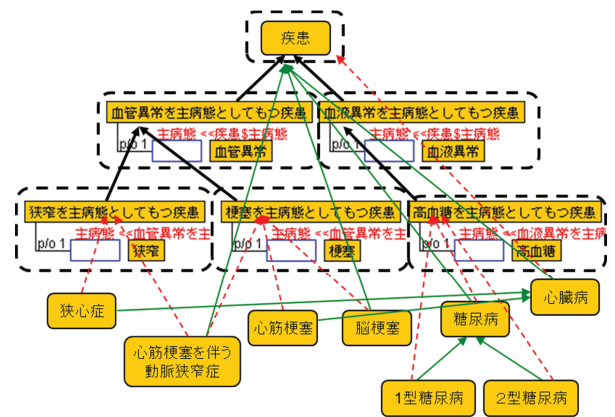 疾患
血管異常を主病態としてもつ疾患
主病態 <<疾患$主病態
p/o 1
血管異常
血液異常を主病態としてもつ疾患
主病態 <<疾患$主病態
p/o 1
血液異常
狭窄を主病態としてもつ疾患
主病態 <<血管異常を主
p/o 1
狭窄
梗塞を主病態としてもつ疾患
主病態 <<血管異常を主
p/o 1
梗塞
高血糖を主病態としてもつ疾患
主病態 <<血液異常を主病
p/o 1
高血糖
狭心症
心筋梗塞を伴う
動脈狭窄症
心筋梗塞
脳梗塞
糖尿病
心臓病
1型糖尿病
2型糖尿病